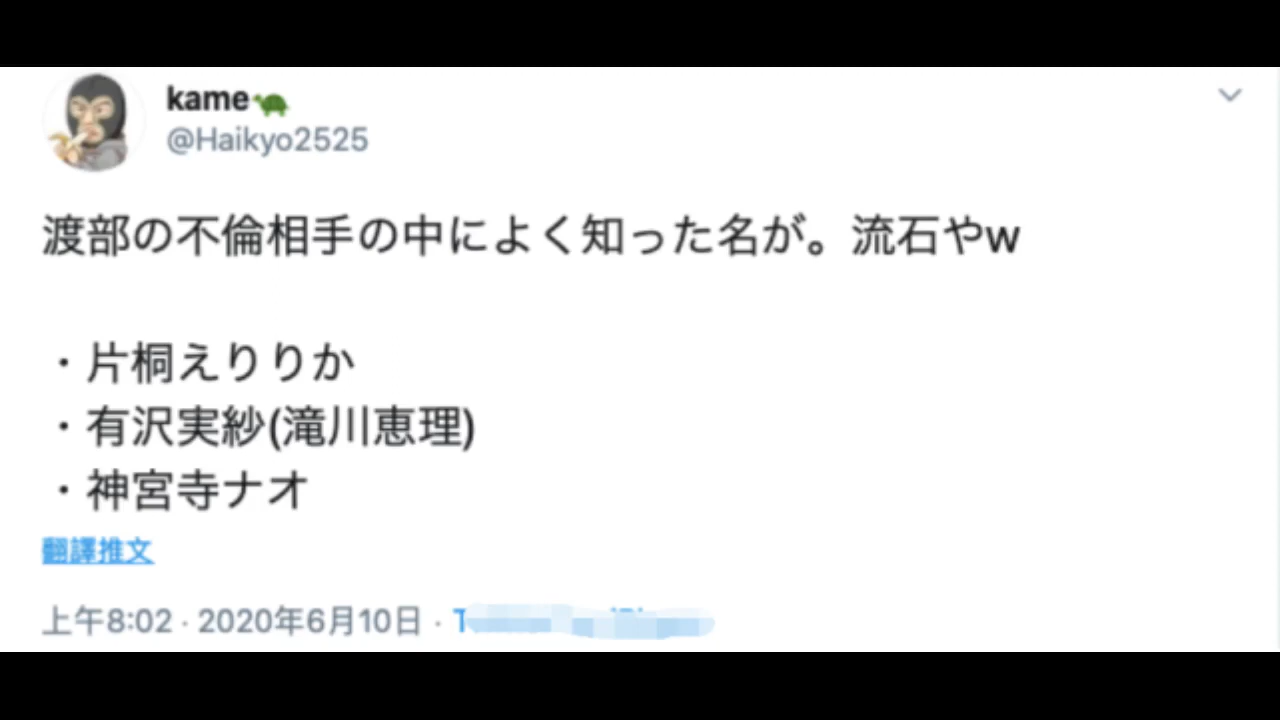 kame🐢
@Haikyo2525
渡部の不倫相手の中によく知った名が。流石やw
・片桐えりりか
・有沢実紗(滝川恵理)
・神宮寺ナオ
翻譯推文
上午8:02 · 2020年6月10日 ·